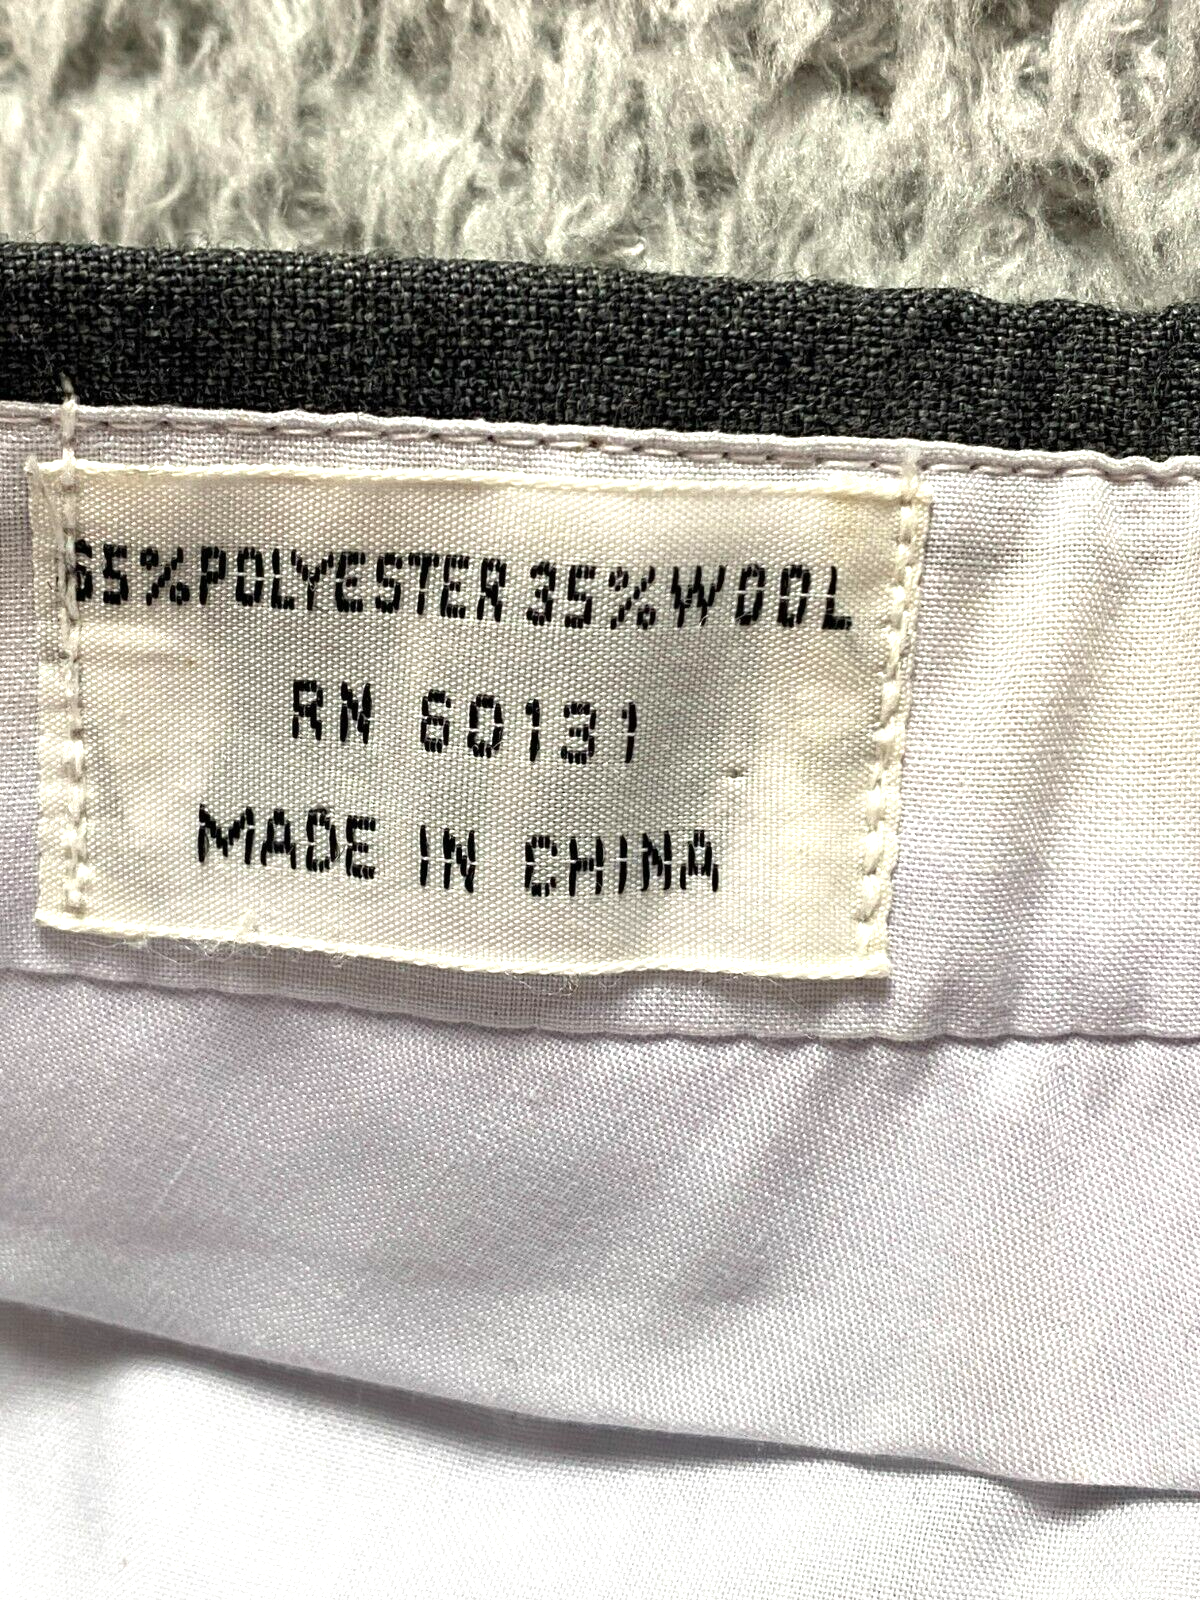 65%POLYESTER 35%WOOL
RN 60131
MADE IN CHINA